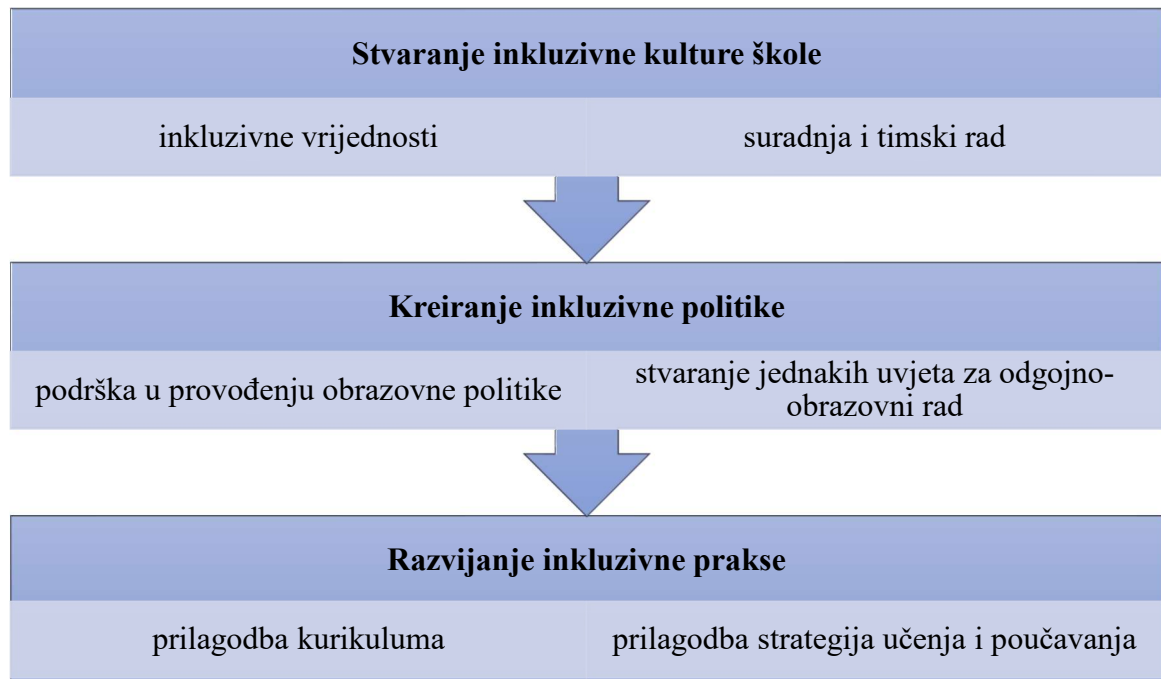 Stvaranje inkluzivne kulture škole
inkluzivne vrijednosti
suradnja i timski rad
Kreiranje inkluzivne politike
podrška u provođenju obrazovne politike
stvaranje jednakih uvjeta za odgojno-
obrazovni rad
Razvijanje inkluzivne prakse
prilagodba kurikuluma
prilagodba strategija učenja i poučavanja